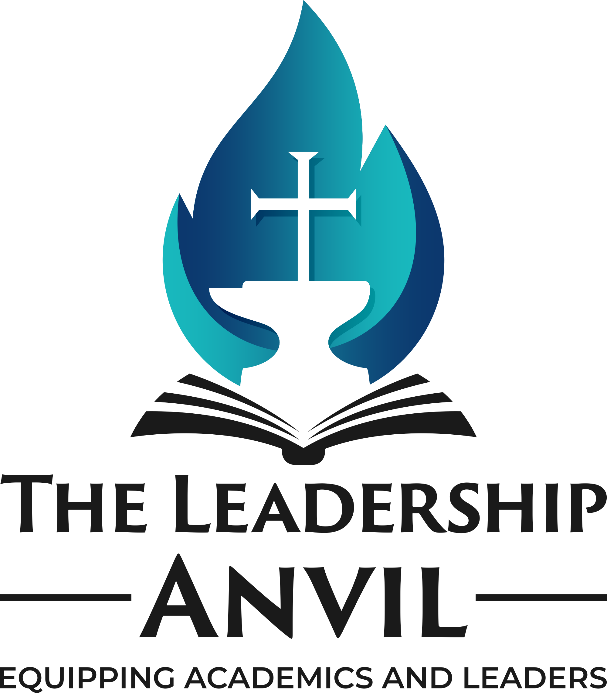 THE LEADERSHIP
ANVIL
EQUIPPING ACADEMICS AND LEADERS